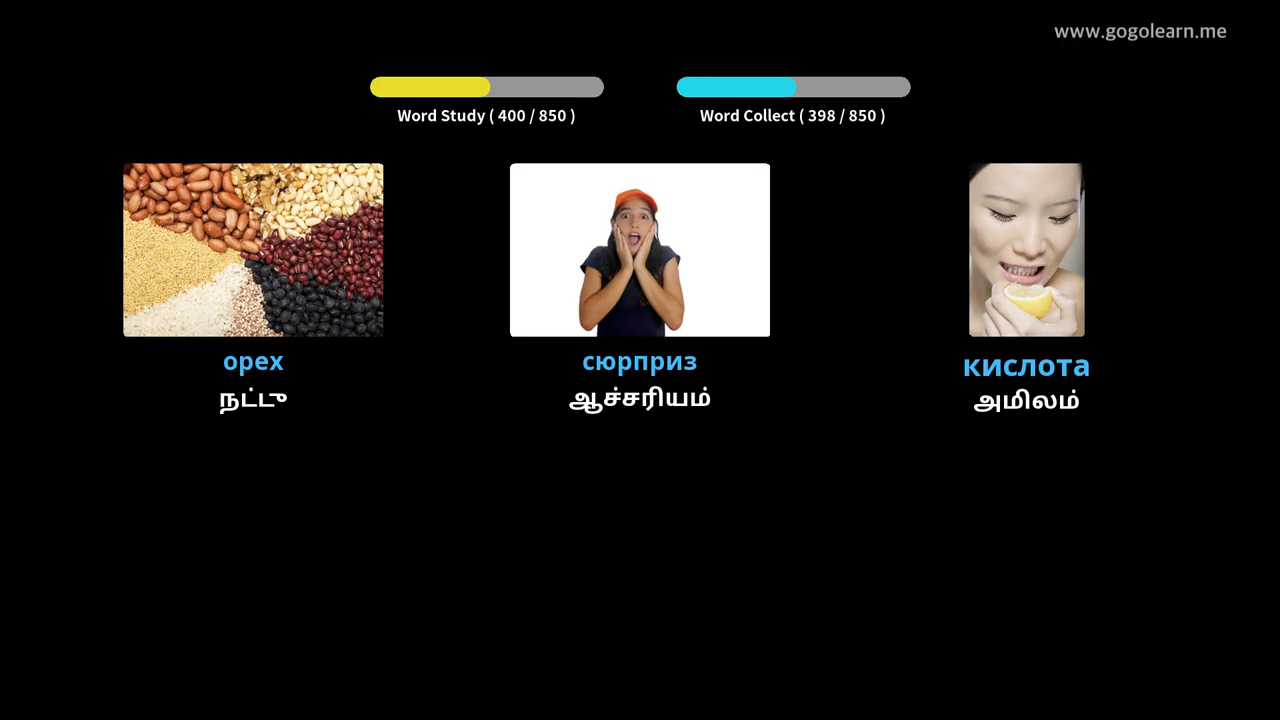 www.gogolearn.me
Word Study ( 400 / 850 )
Word Collect ( 398 / 850 )
орех
நட்டு
сюрприз
ஆச்சரியம்
кислота
அமிலம்